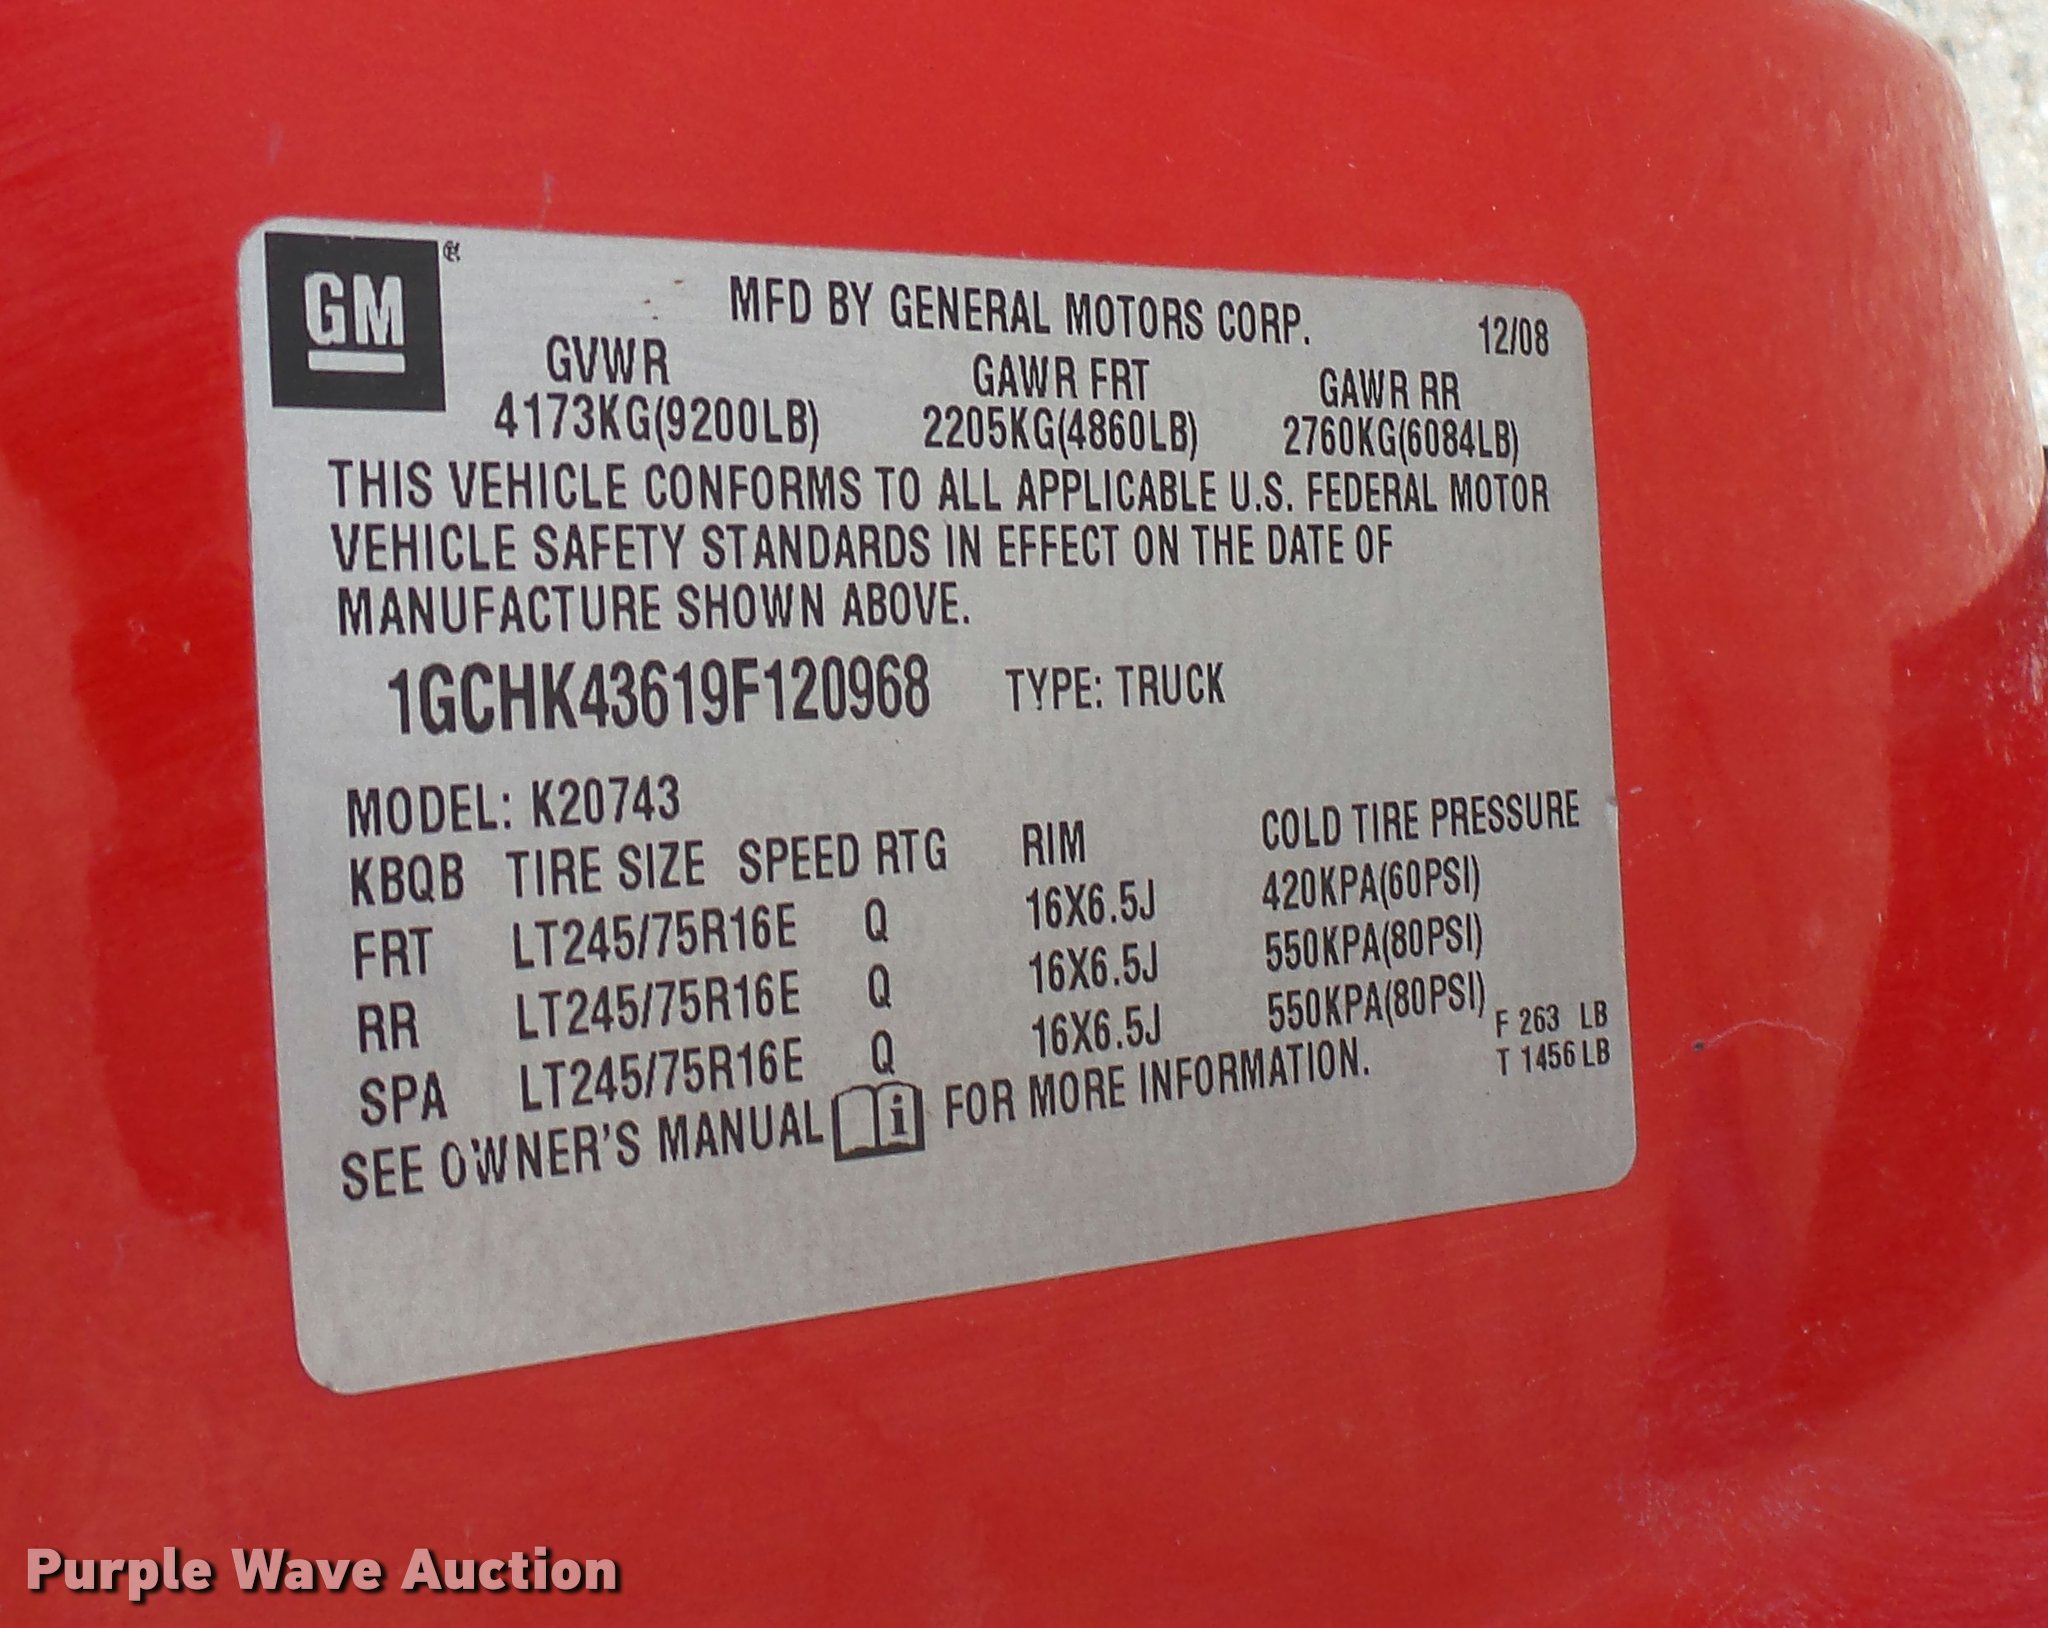 GM
MFD BY GENERAL MOTORS CORP. 12/08
GVWR GAWR FRT GAWR RR
4173KG(9200LB) 2205KG(4860LB) 2760KG(6084LB)
THIS VEHICLE CONFORMS TO ALL APPLICABLE U.S. FEDERAL MOTOR
VEHICLE SAFETY STANDARDS IN EFFECT ON THE DATE OF
MANUFACTURE SHOWN ABOVE.
1GCHK43619F120968 TYPE: TRUCK
MODEL: K20743
KBQB TIRE SIZE SPEED RTG RIM COLD TIRE PRESSURE
FRT LT245/75R16E Q 16X6.5J 420KPA(60PSI)
RR LT245/75R16E Q 16X6.5J 550KPA(80PSI)
SPA LT245/75R16E Q 16X6.5J 550KPA(80PSI) F 263 LB
T 1456 LB
SEE OWNER'S MANUAL i FOR MORE INFORMATION.
Purple Wave Auction